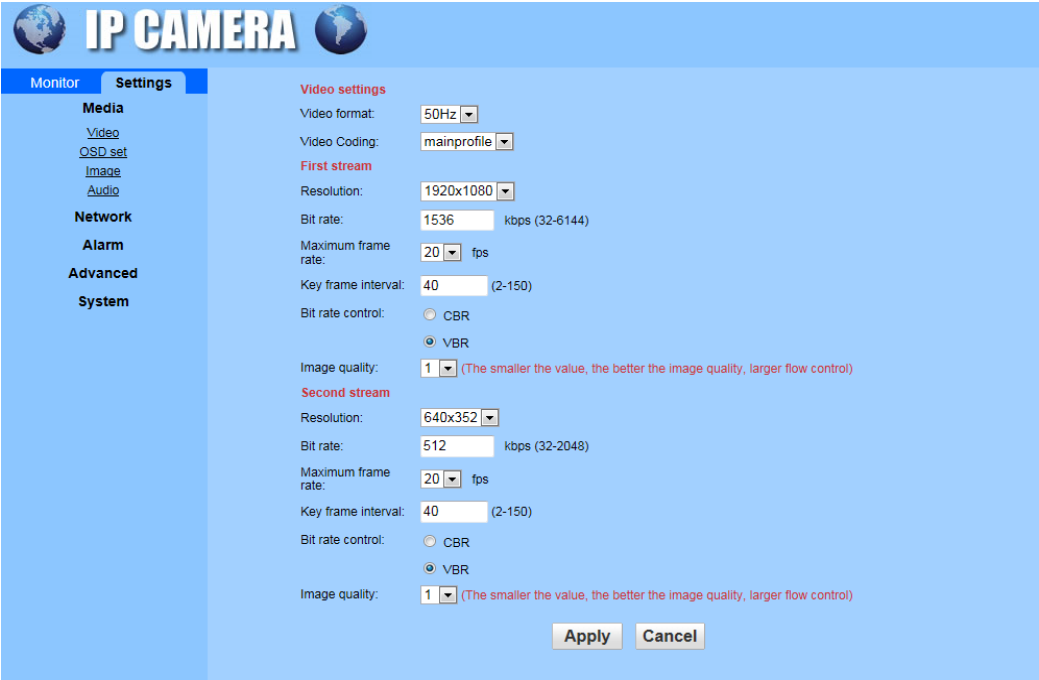 IP CAMERA
Monitor
Settings
Media
Video
OSD set
Image
Audio
Network
Alarm
Advanced
System
Video settings
Video format: 50Hz
Video Coding: mainprofile
First stream
Resolution: 1920x1080
Bit rate: 1536 kbps (32-6144)
Maximum frame
rate: 20 fps
Key frame interval: 40 (2-150)
Bit rate control: CBR
VBR
Image quality: 1 (The smaller the value, the better the image quality, larger flow control)
Second stream
Resolution: 640x352
Bit rate: 512 kbps (32-2048)
Maximum frame
rate: 20 fps
Key frame interval: 40 (2-150)
Bit rate control: CBR
VBR
Image quality: 1 (The smaller the value, the better the image quality, larger flow control)
Apply Cancel